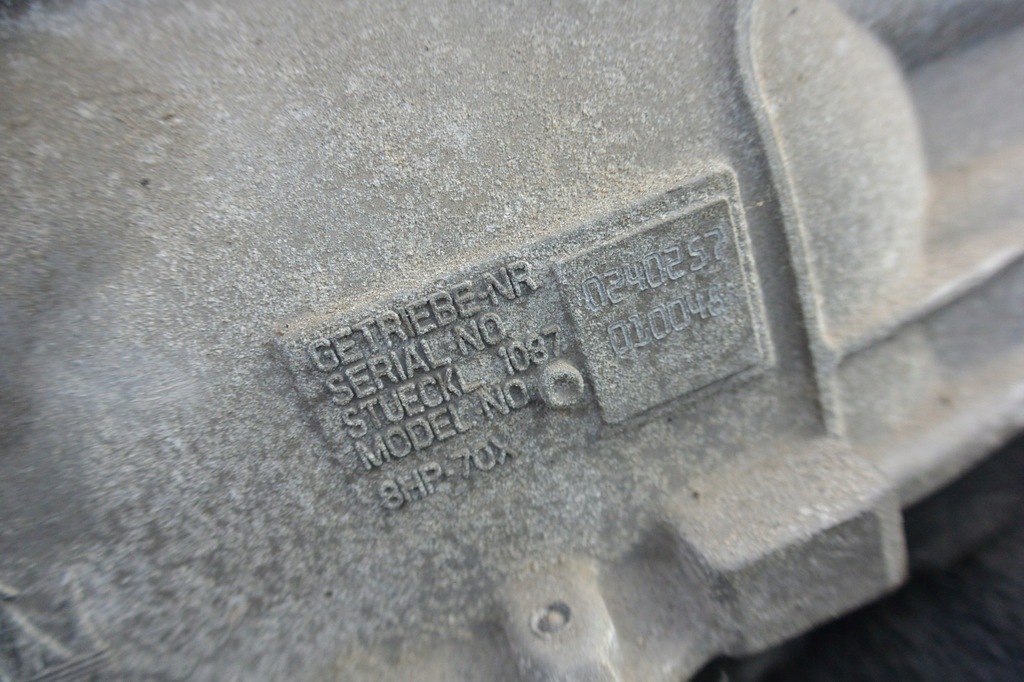 GETRIEBE-NR 0240257
SERIAL-NO. 010046
STUECKL. 1087
MODEL-NO.
8HP-70X